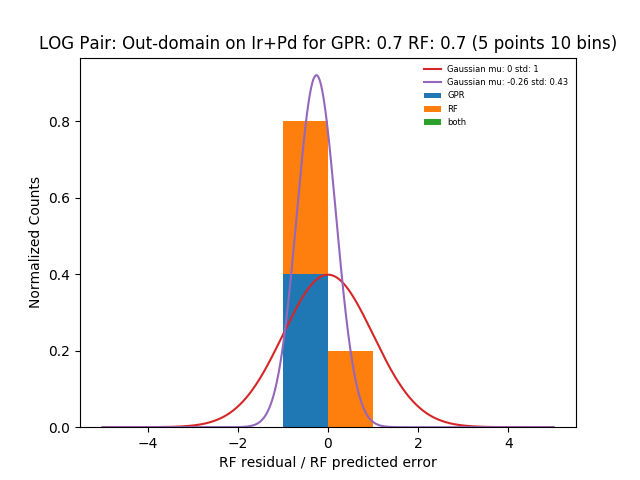 LOG Pair: Out-domain on Ir+Pd for GPR: 0.7 RF: 0.7 (5 points 10 bins)
Gaussian mu: 0 std: 1
Gaussian mu: -0.26 std: 0.43
GPR
RF
both
Normalized Counts
0.8
0.6
0.4
0.2
0.0
−4
−2
0
2
4
RF residual / RF predicted error